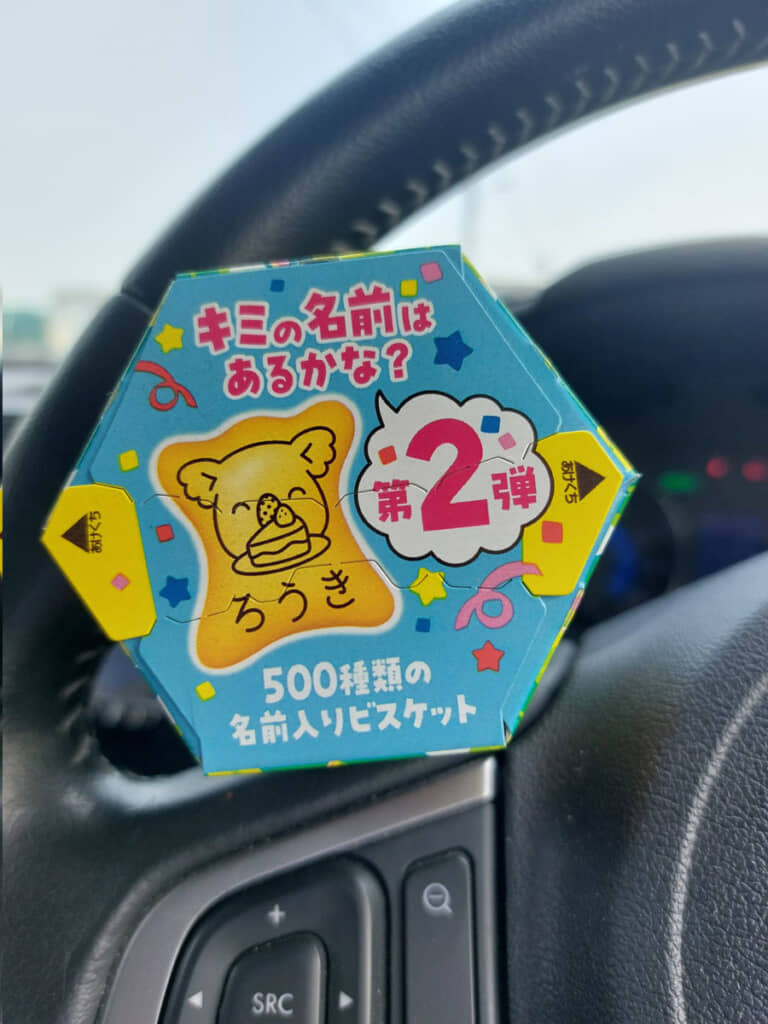 キミの名前は
あるかな?
第2弾
あけくち
あけくち
ろうき
500種類の
名前入りビスケット
SRC